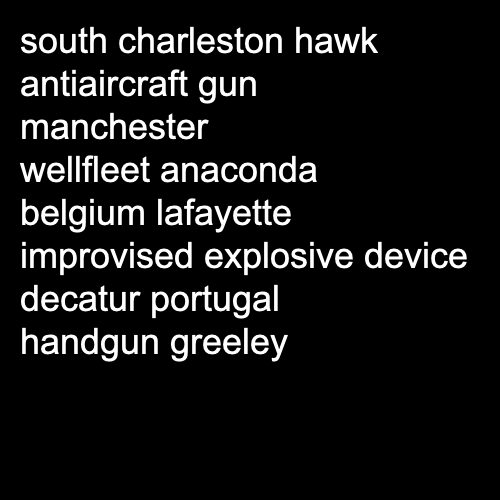 south charleston hawk
antiaircraft gun
manchester
wellfleet anaconda
belgium lafayette
improvised explosive device
decatur portugal
handgun greeley